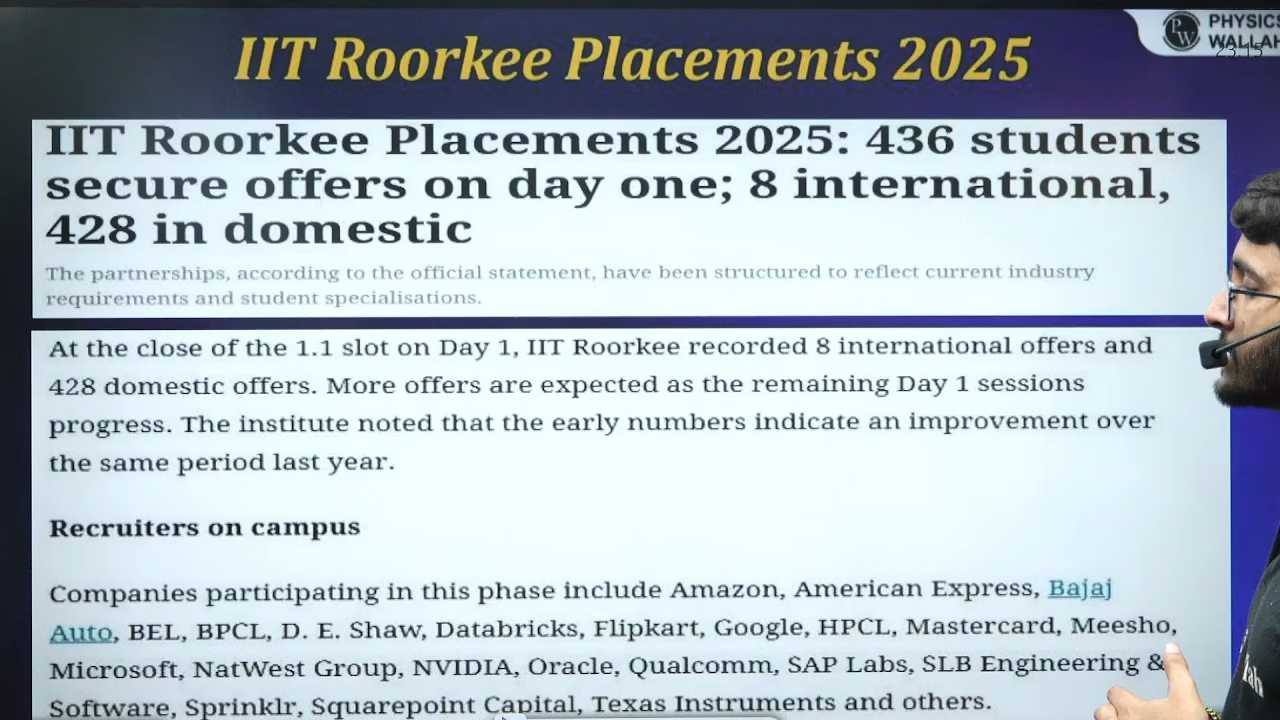 IIT Roorkee Placements 2025
PHYSICS
WALLAH
23:15
IIT Roorkee Placements 2025: 436 students
secure offers on day one; 8 international,
428 in domestic
The partnerships, according to the official statement, have been structured to reflect current industry
requirements and student specialisations.
At the close of the 1.1 slot on Day 1, IIT Roorkee recorded 8 international offers and
428 domestic offers. More offers are expected as the remaining Day 1 sessions
progress. The institute noted that the early numbers indicate an improvement over
the same period last year.
Recruiters on campus
Companies participating in this phase include Amazon, American Express, Bajaj
Auto, BEL, BPCL, D. E. Shaw, Databricks, Flipkart, Google, HPCL, Mastercard, Meesho,
Microsoft, NatWest Group, NVIDIA, Oracle, Qualcomm, SAP Labs, SLB Engineering &
Software, Sprinklr, Squarepoint Capital, Texas Instruments and others.